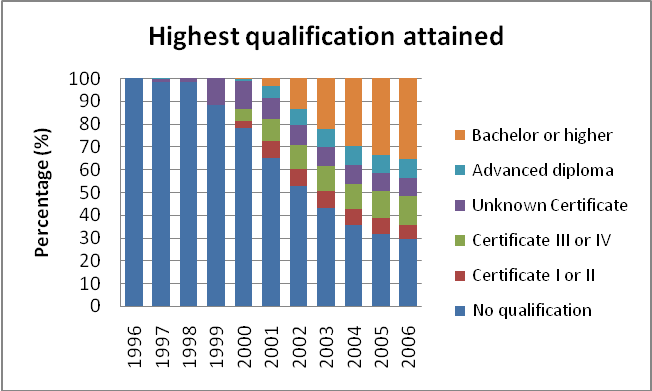 Highest qualification attained
Percentage (%)
100
90
80
70
60
50
40
30
20
10
0
1996
1997
1998
1999
2000
2001
2002
2003
2004
2005
2006
Bachelor or higher
Advanced diploma
Unknown Certificate
Certificate III or IV
Certificate I or II
No qualification